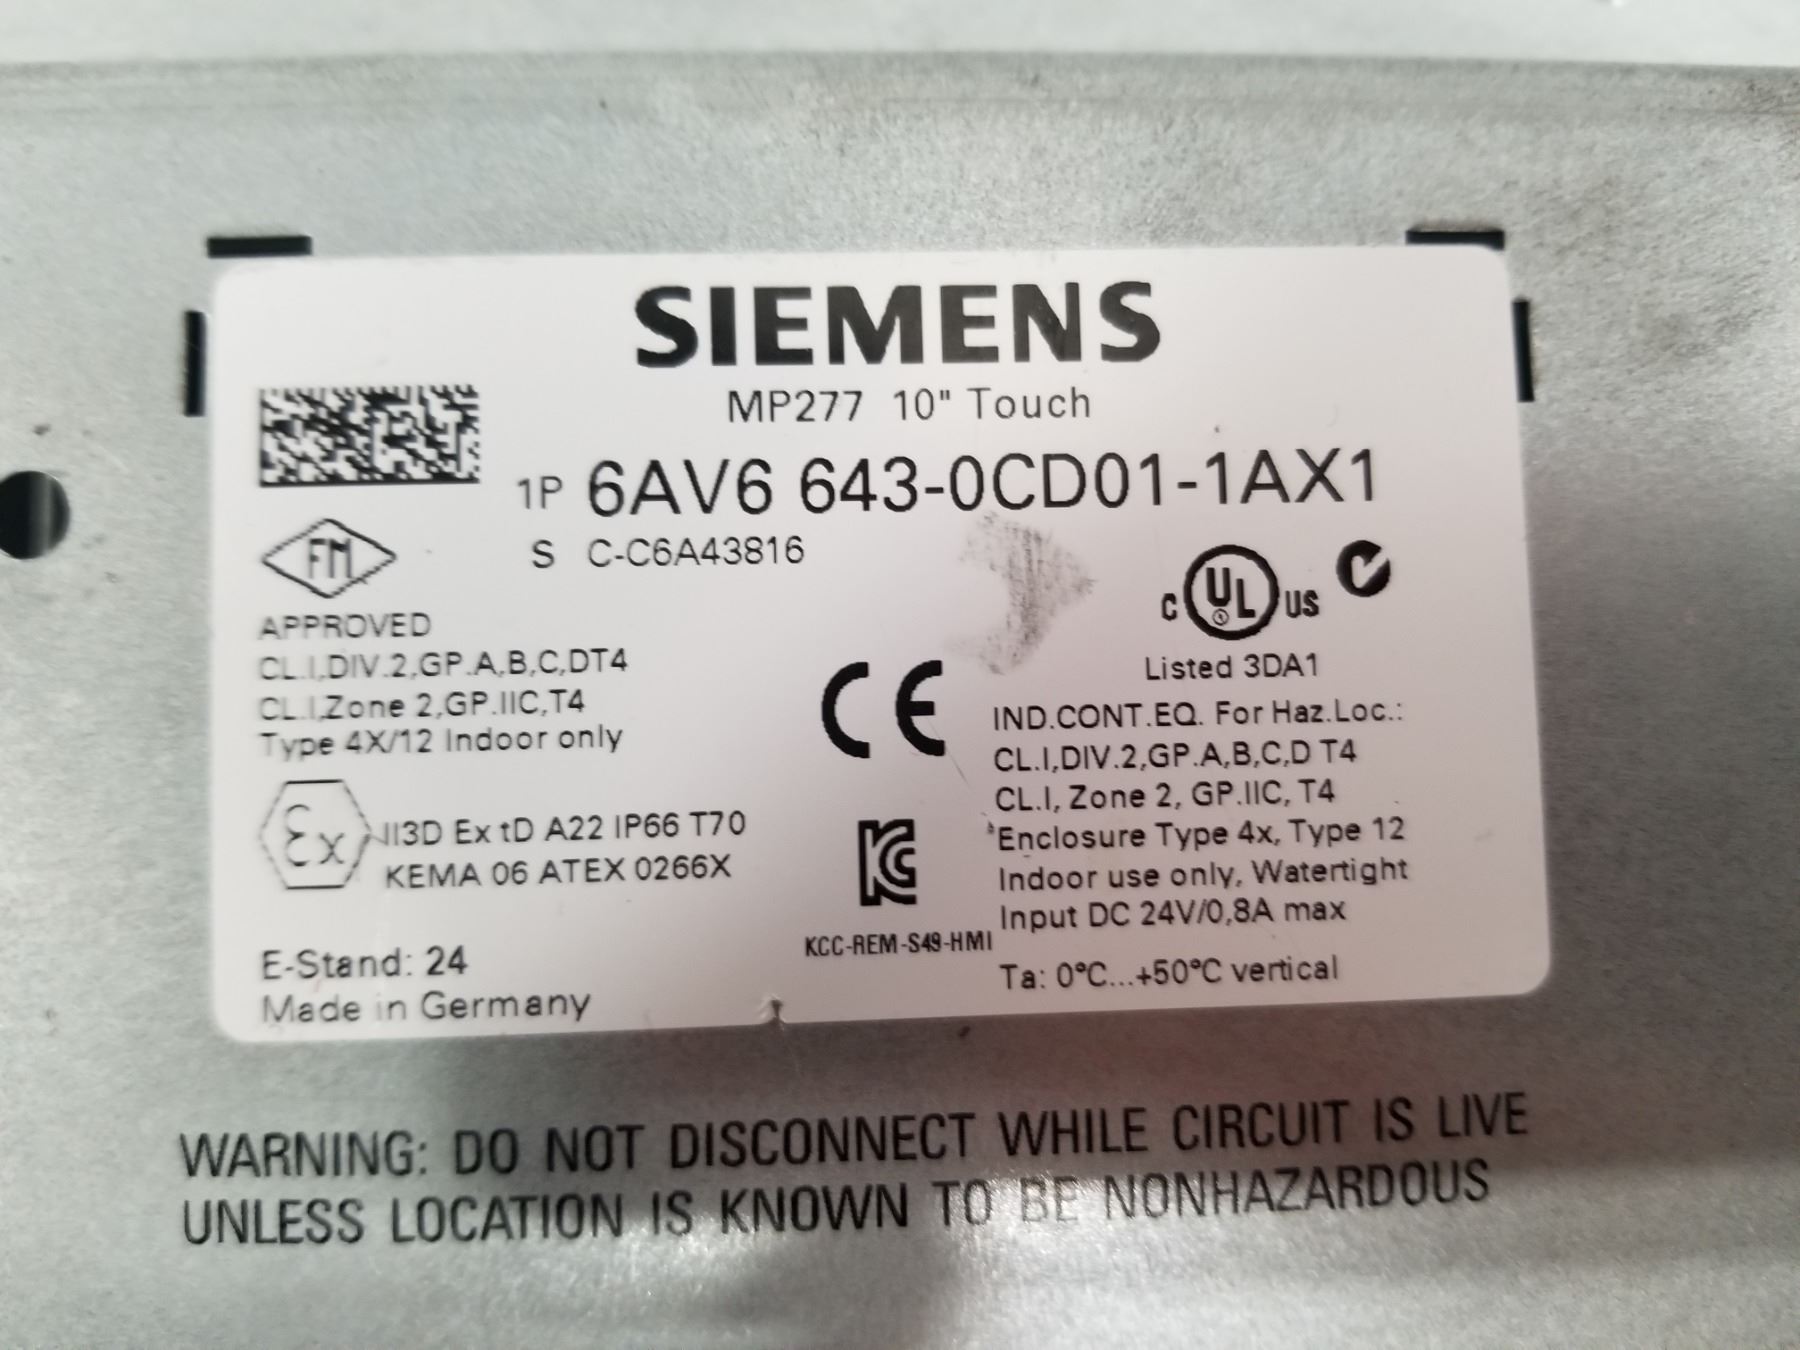 SIEMENS
MP277 10" Touch
1P 6AV6 643-0CD01-1AX1
S C-C6A43816
FM
APPROVED
CL.I,DIV.2,GP.A,B,C,DT4
CL.I,Zone 2,GP.IIC,T4
Type 4X/12 Indoor only
Ex II3D Ex tD A22 IP66 T70
KEMA 06 ATEX 0266X
E-Stand: 24
Made in Germany
CE
KCC-REM-S49-HMI
C UL US
Listed 3DA1
IND.CONT.EQ. For Haz.Loc.:
CL.I,DIV.2,GP.A,B,C,D T4
CL.I, Zone 2, GP.IIC, T4
Enclosure Type 4x, Type 12
Indoor use only, Watertight
Input DC 24V/0,8A max
Ta: 0°C...+50°C vertical
WARNING: DO NOT DISCONNECT WHILE CIRCUIT IS LIVE
UNLESS LOCATION IS KNOWN TO BE NONHAZARDOUS